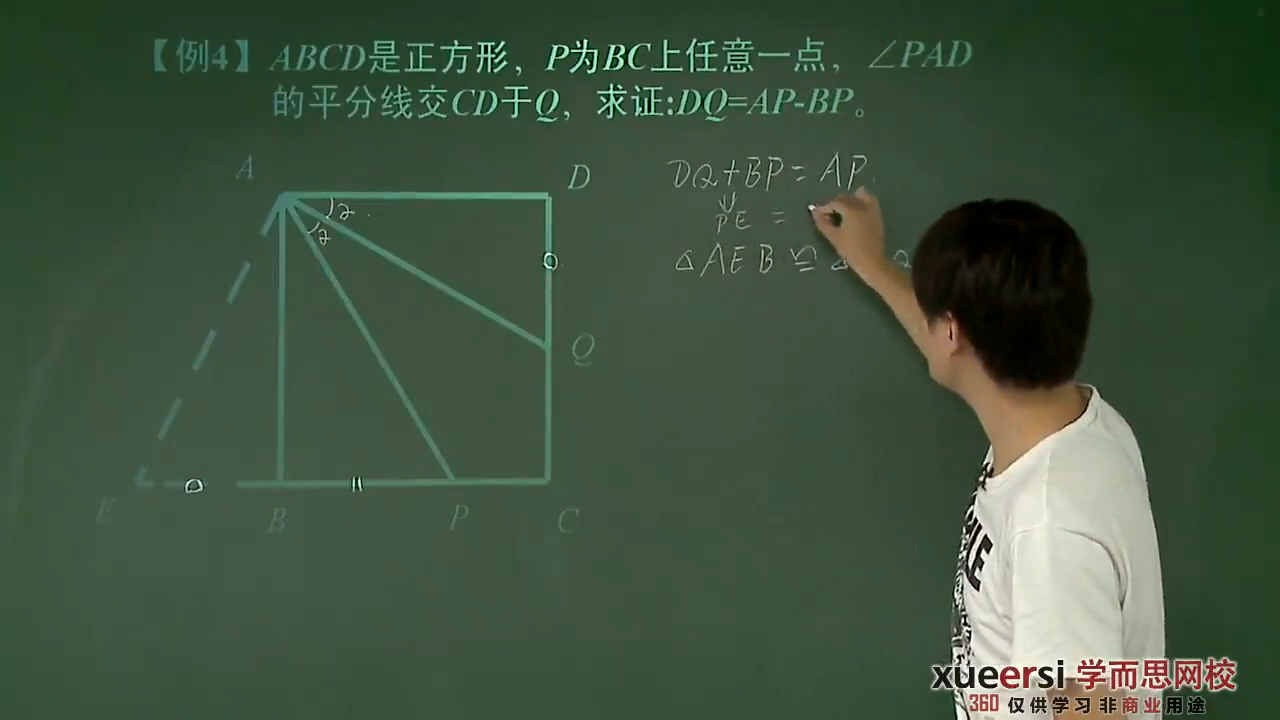 【例4】ABCD是正方形，P为BC上任意一点，∠PAD
的平分线交CD于Q，求证:DQ=AP-BP。
A
D
DQ+BP=AP.
2.
2
PE =
△AEB≌△
Q
E
B
P
C
xueersi 学而思网校
360 仅供学习非商业用途